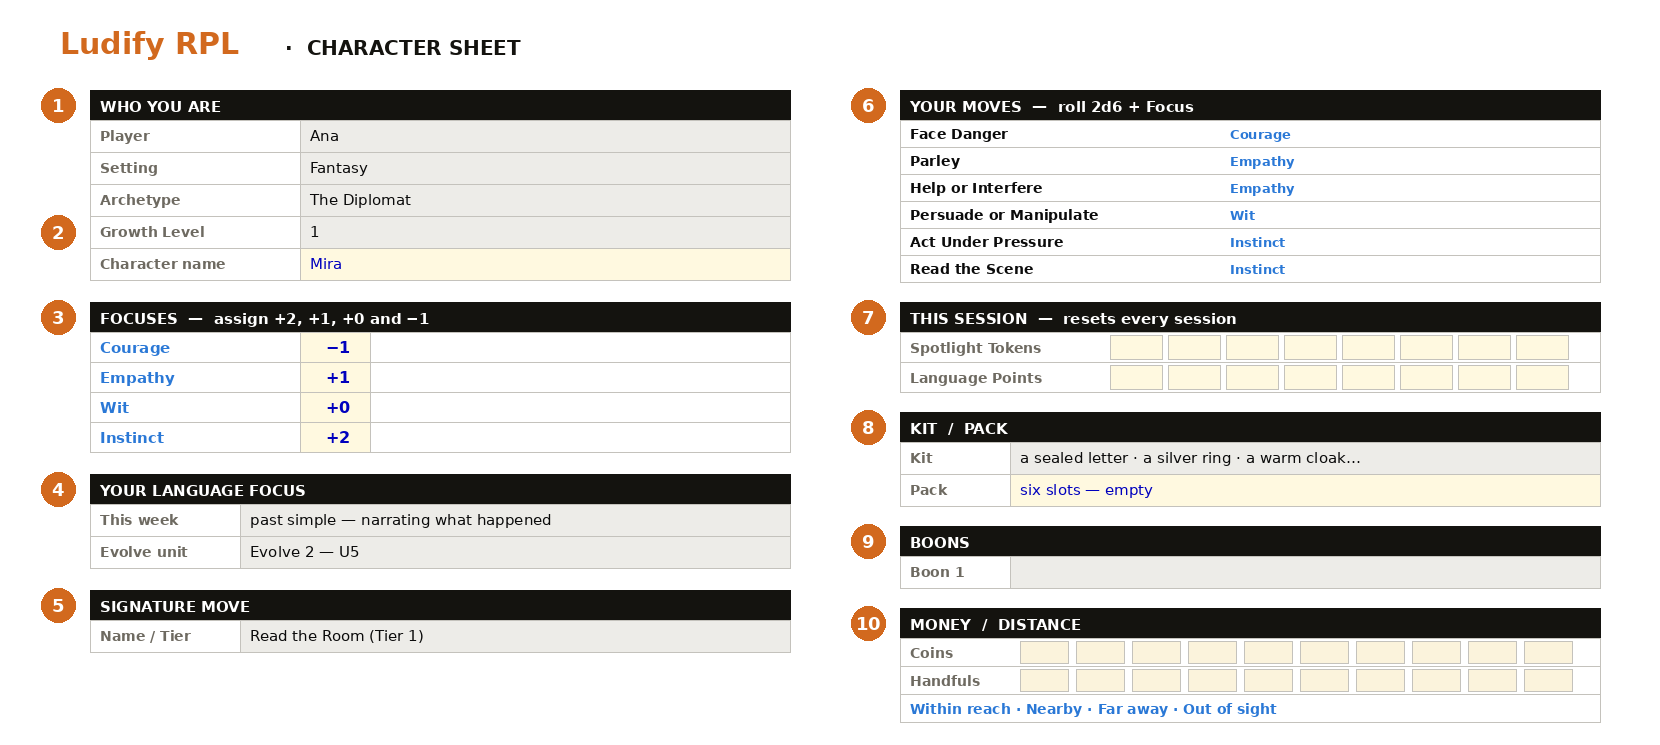 Ludify RPL · CHARACTER SHEET
1 WHO YOU ARE
Player Ana
Setting Fantasy
Archetype The Diplomat
2 Growth Level 1
Character name Mira
3 FOCUSES — assign +2, +1, +0 and −1
Courage −1
Empathy +1
Wit +0
Instinct +2
4 YOUR LANGUAGE FOCUS
This week past simple — narrating what happened
Evolve unit Evolve 2 — U5
5 SIGNATURE MOVE
Name / Tier Read the Room (Tier 1)
6 YOUR MOVES — roll 2d6 + Focus
Face Danger Courage
Parley Empathy
Help or Interfere Empathy
Persuade or Manipulate Wit
Act Under Pressure Instinct
Read the Scene Instinct
7 THIS SESSION — resets every session
Spotlight Tokens
Language Points
8 KIT / PACK
Kit a sealed letter · a silver ring · a warm cloak...
Pack six slots — empty
9 BOONS
Boon 1
10 MONEY / DISTANCE
Coins
Handfuls
Within reach · Nearby · Far away · Out of sight